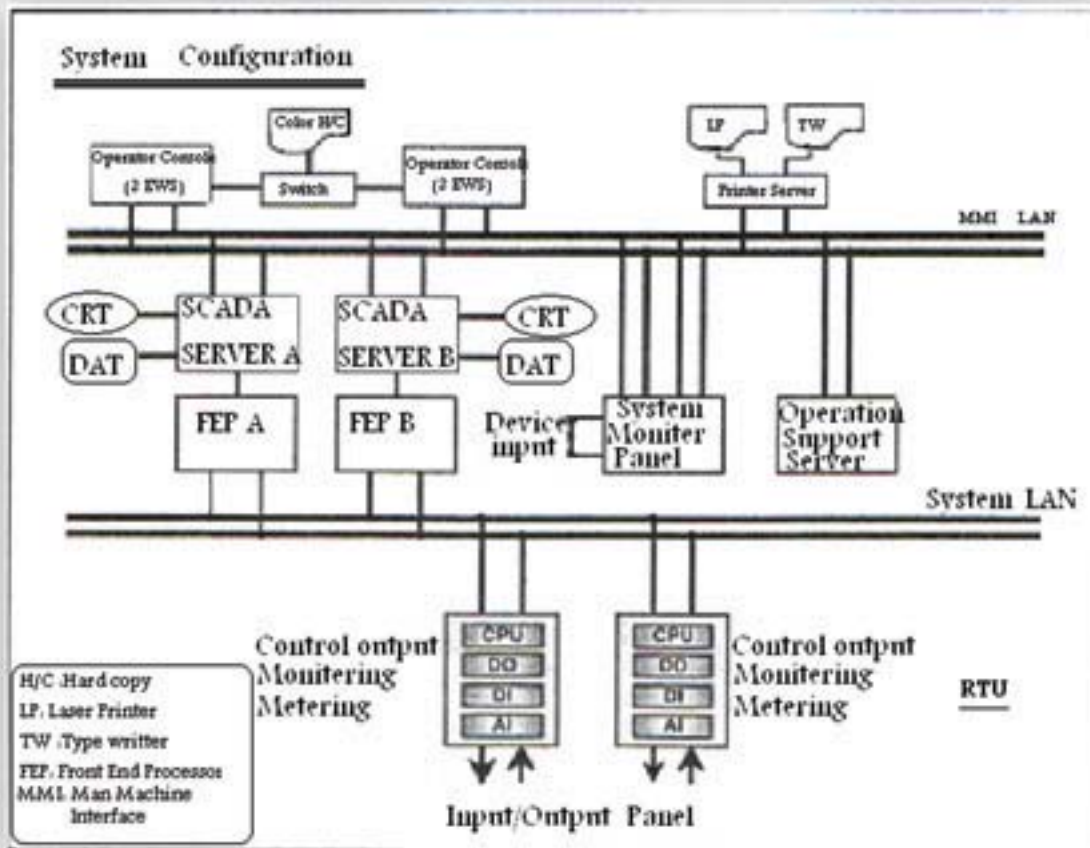 System Configuration
Color H/C
LP
TW
Operator Console
(2 EWS)
Switch
Operator Console
(2 EWS)
Printer Server
MMI LAN
CRT
SCADA
SERVER A
DAT
SCADA
SERVER B
CRT
DAT
FEP A
FEP B
Device
input
System
Moniter
Panel
Operation
Support
Server
System LAN
Control output
Monitering
Metering
CPU
DO
DI
AI
CPU
DO
DI
AI
Control output
Monitering
Metering
RTU
Input/Output Panel
H/C :Hard copy
LP: Laser Printer
TW :Type writter
FEP: Front End Processor
MMI: Man Machine
Interface